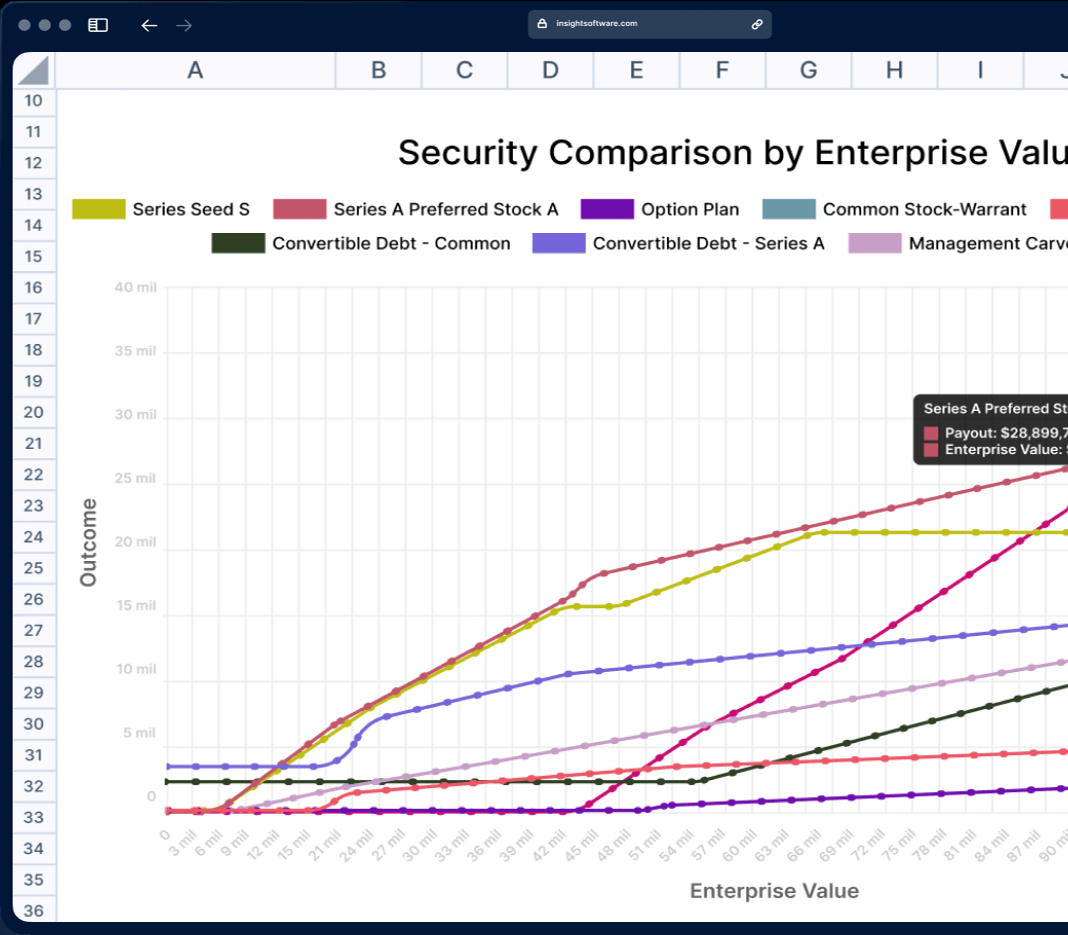 insightsoftware.com
A B C D E F G H I
10
11
12
13
14
15
16
17
18
19
20
21
22
23
24
25
26
27
28
29
30
31
32
33
34
35
36
Security Comparison by Enterprise Valu
Series Seed S Series A Preferred Stock A Option Plan Common Stock-Warrant
Convertible Debt - Common Convertible Debt - Series A Management Carv
40 mil
35 mil
30 mil
25 mil
20 mil
15 mil
10 mil
5 mil
0
Outcome
Series A Preferred St
Payout: $28,899,7
Enterprise Value:
0 3 mil 6 mil 9 mil 12 mil 15 mil 21 mil 24 mil 27 mil 30 mil 33 mil 36 mil 39 mil 42 mil 45 mil 48 mil 51 mil 54 mil 57 mil 60 mil 63 mil 66 mil 69 mil 72 mil 75 mil 78 mil 81 mil 84 mil 87 mil 90 mi
Enterprise Value